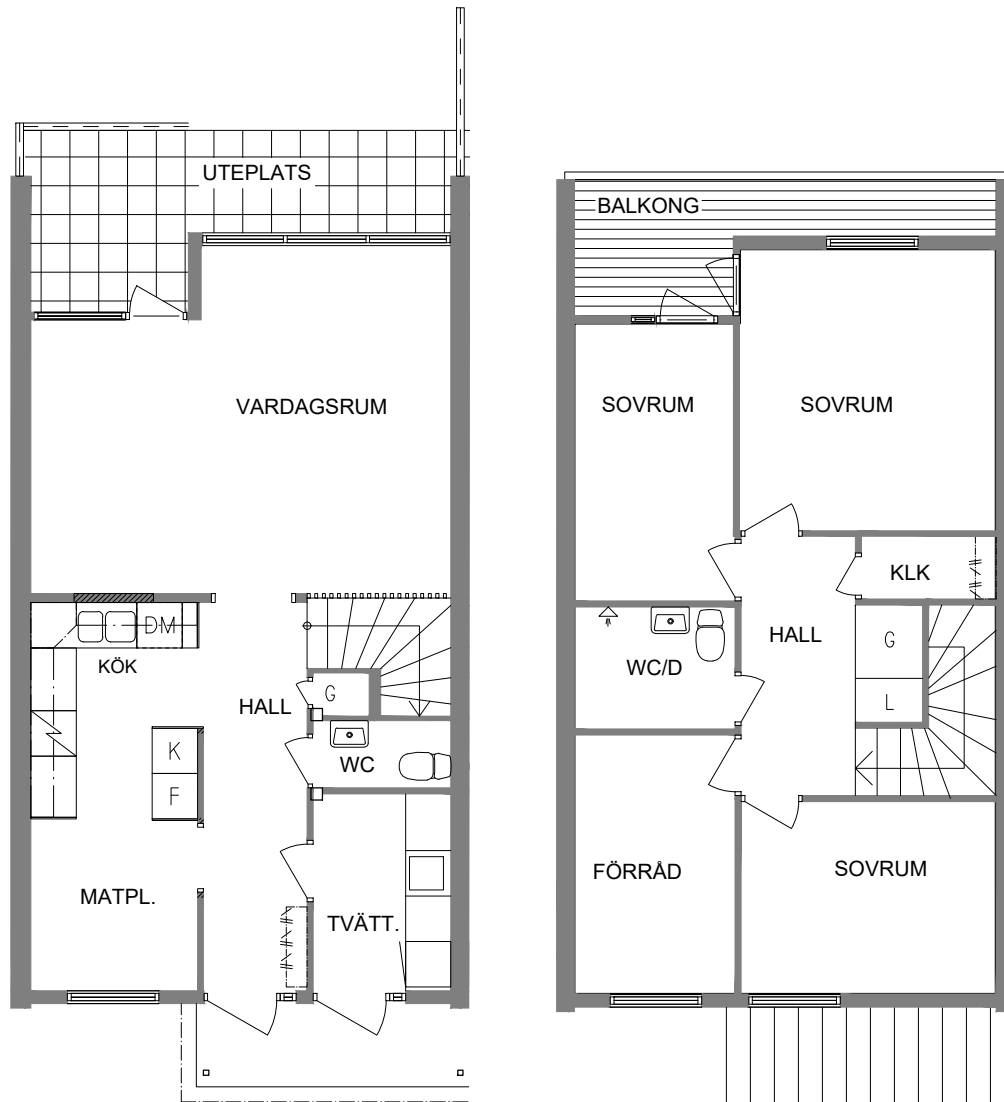 UTEPLATS
VARDAGSRUM
DM
KÖK
G
HALL
K
WC
F
MATPL.
TVÄTT.
BALKONG
SOVRUM
SOVRUM
KLK
HALL
G
WC/D
L
FÖRRÅD
SOVRUM